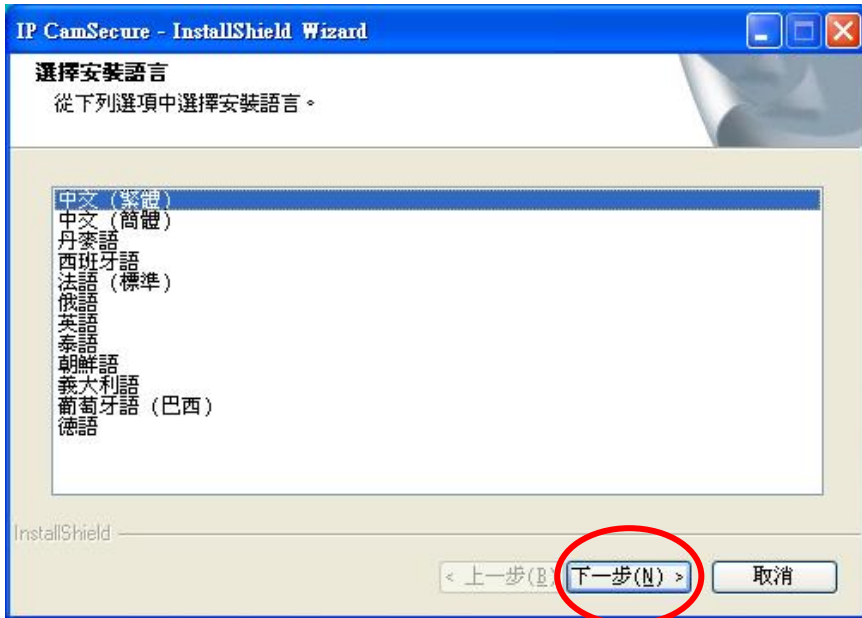 IP CamSecure - InstallShield Wizard
選擇安裝語言
從下列選項中選擇安裝語言。
中文 (繁體)
中文 (簡體)
丹麥語
西班牙語
法語 (標準)
俄語
英語
泰語
朝鮮語
義大利語
葡萄牙語 (巴西)
德語
InstallShield
< 上一步(B) 下一步(N) > 取消